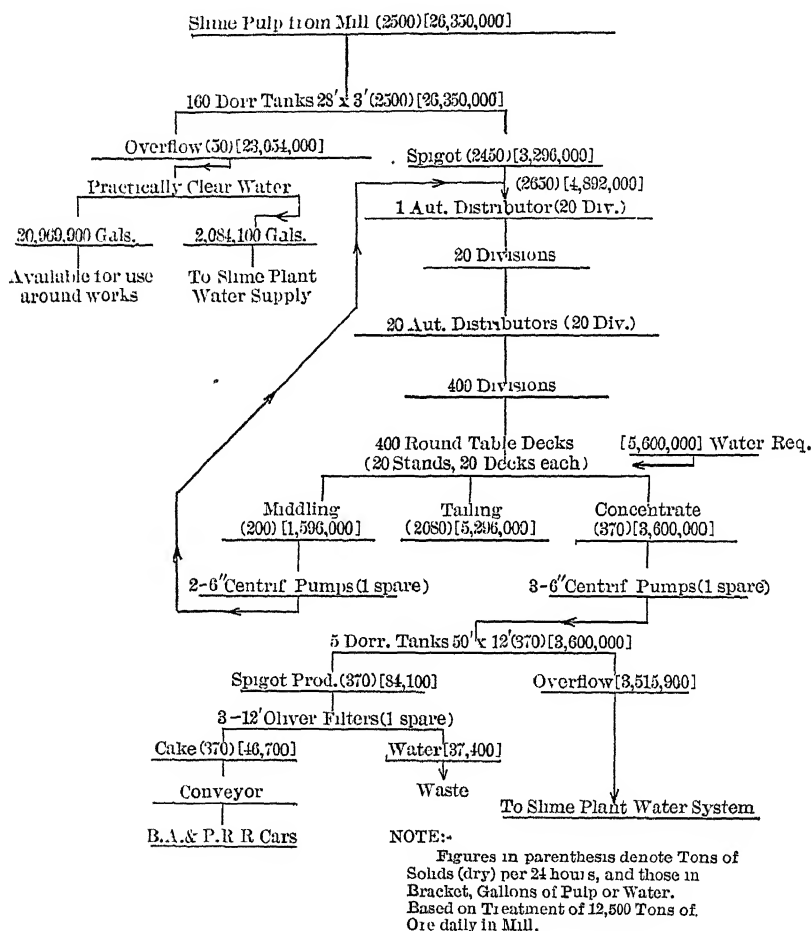 Slime Pulp from Mill (2500) [26,350,000]
160 Dorr Tanks 28' x 3' (2500) [26,350,000]
Overflow (50) [23,054,000]
Spigot (2450) [3,296,000]
Practically Clear Water
(2650) [4,892,000]
1 Aut. Distributor (20 Div.)
20,969,900 Gals.
2,084,100 Gals.
Available for use
around works
To Slime Plant
Water Supply
20 Divisions
20 Aut. Distributors (20 Div.)
400 Divisions
400 Round Table Decks
(20 Stands, 20 Decks each)
[5,600,000] Water Req.
Middling
(200) [1,596,000]
Tailing
(2080) [5,296,000]
Concentrate
(370) [3,600,000]
2-6" Centrif Pumps (1 spare)
3-6" Centrif Pumps (1 spare)
5 Dorr. Tanks 50' x 12' (370) [3,600,000]
Spigot Prod. (370) [84,100]
Overflow [3,515,900]
3-12' Oliver Filters (1 spare)
Cake (370) [46,700]
Water [37,400]
Conveyor
Waste
To Slime Plant Water System
B.A. & P.R R Cars
NOTE:-
Figures in parenthesis denote Tons of
Solids (dry) per 24 hours, and those in
Bracket, Gallons of Pulp or Water.
Based on Treatment of 12,500 Tons of.
Ore daily in Mill.